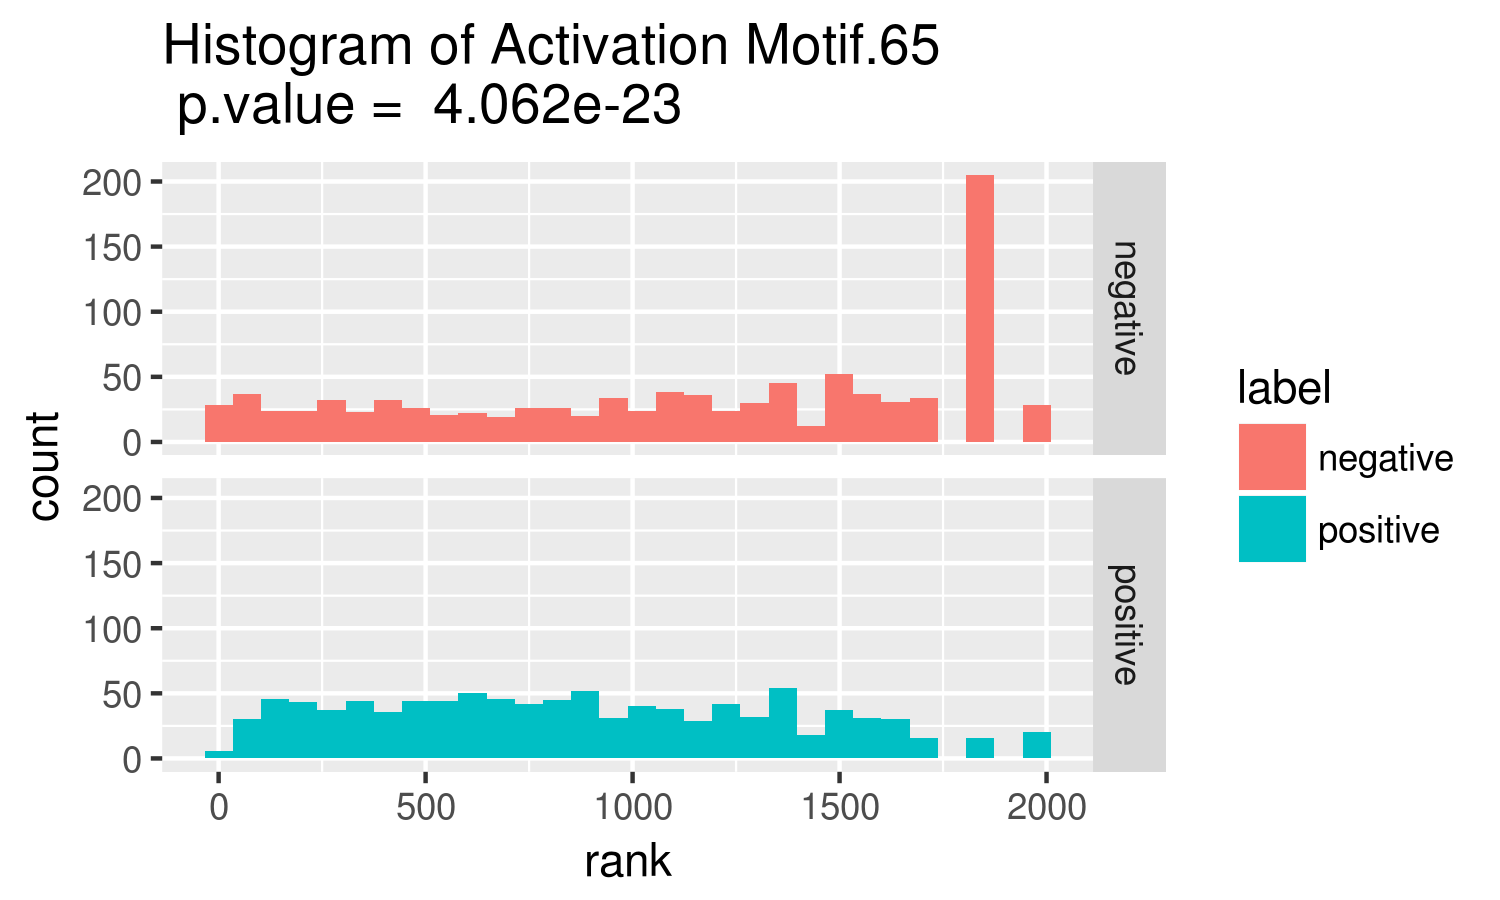 Histogram of Activation Motif.65
p.value =  4.062e-23
200
150
100
50
0
negative
200
150
100
50
0
positive
count
0 500 1000 1500 2000
rank
label
negative
positive